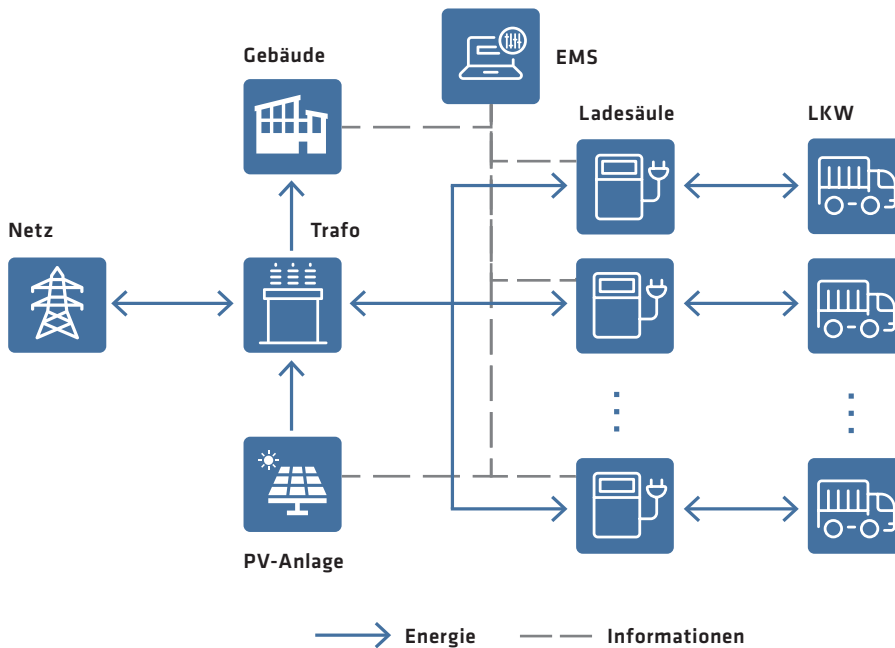 Gebäude
EMS
Ladesäule
LKW
Netz
Trafo
PV-Anlage
Energie
Informationen